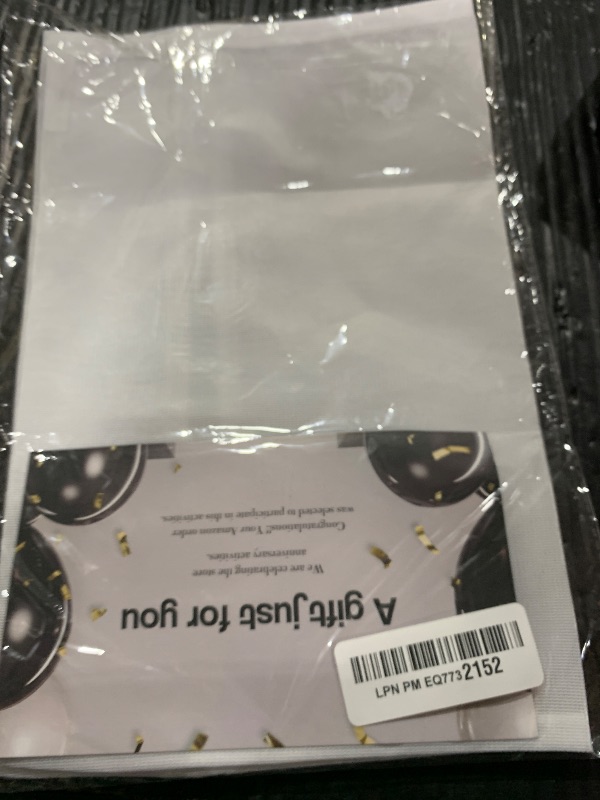 A gift just for you
We are celebrating the store
anniversary activities.
Congratulations! Your Amazon order
was selected to participate in this activities.
LPN PM EQ7732152